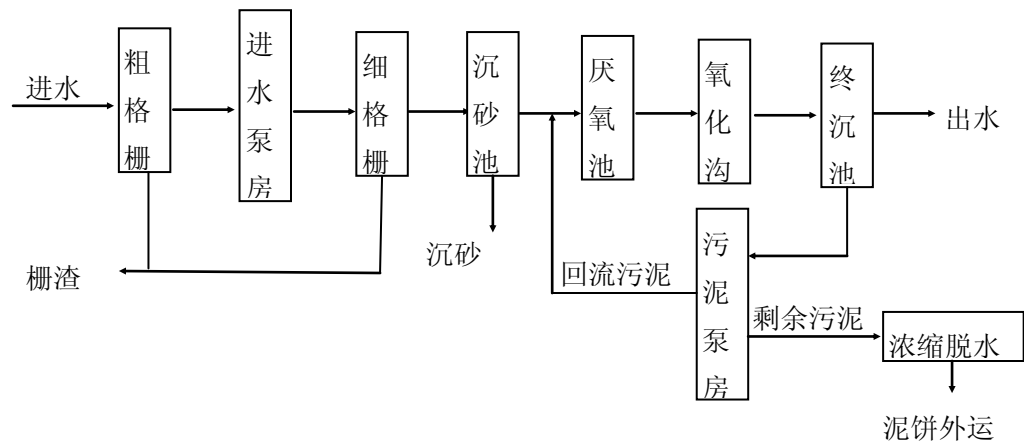 进水
粗格栅
进水泵房
细格栅
沉砂池
厌氧池
氧化沟
终沉池
出水
栅渣
沉砂
回流污泥
污泥泵房
剩余污泥
浓缩脱水
泥饼外运